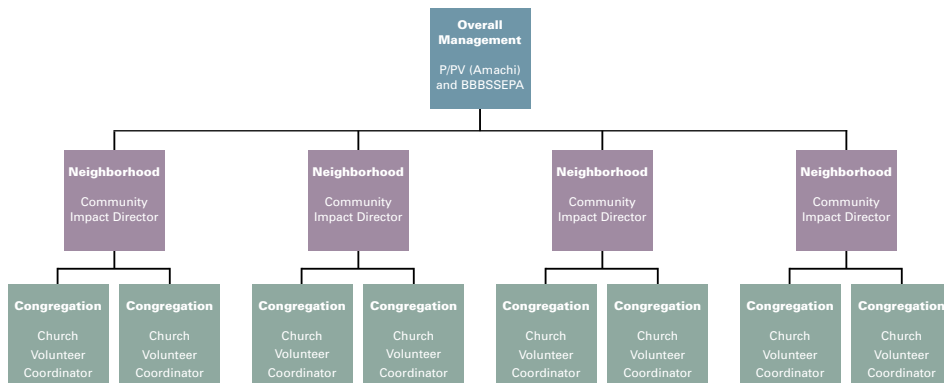 Overall
Management
P/PV (Amachi)
and BBBSSEPA
Neighborhood
Community
Impact Director
Neighborhood
Community
Impact Director
Neighborhood
Community
Impact Director
Neighborhood
Community
Impact Director
Congregation
Church
Volunteer
Coordinator
Congregation
Church
Volunteer
Coordinator
Congregation
Church
Volunteer
Coordinator
Congregation
Church
Volunteer
Coordinator
Congregation
Church
Volunteer
Coordinator
Congregation
Church
Volunteer
Coordinator
Congregation
Church
Volunteer
Coordinator
Congregation
Church
Volunteer
Coordinator